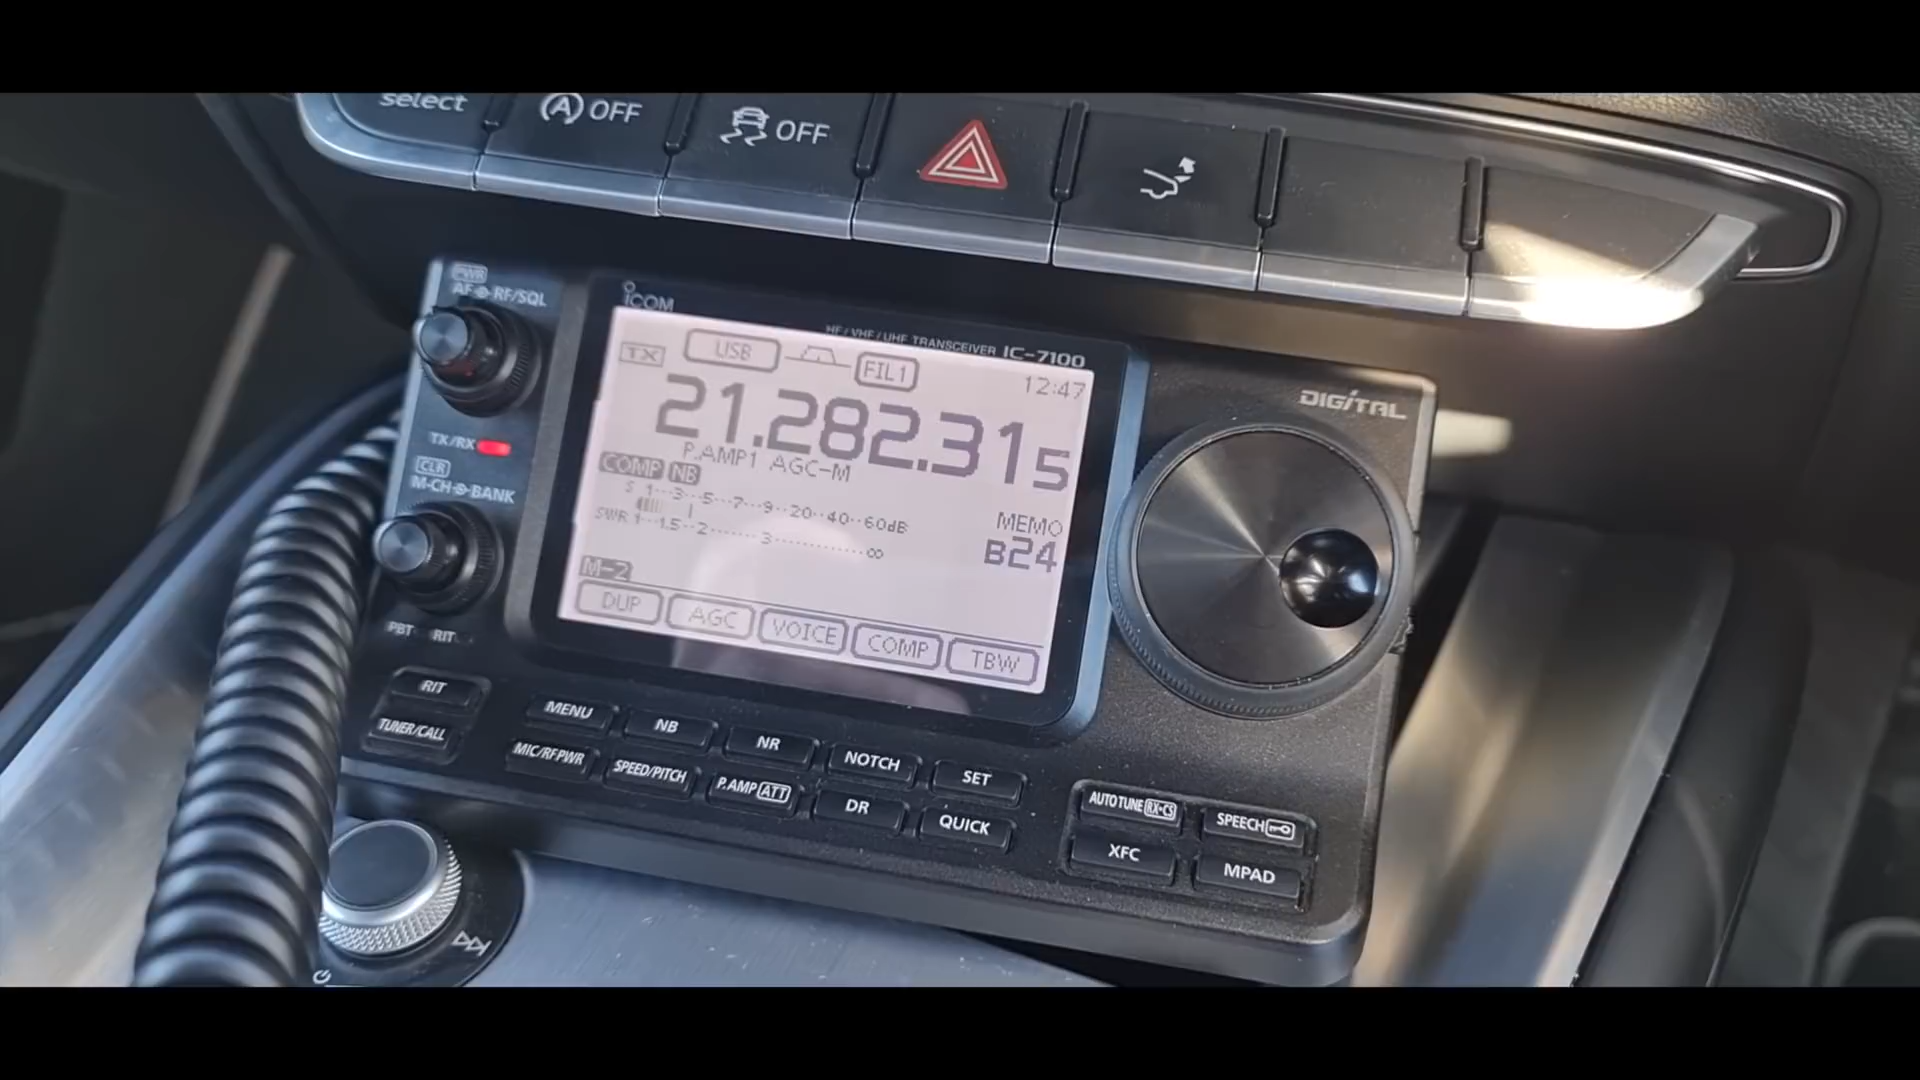 select
A OFF
OFF
PWR
AF RF/SQL
ICOM
HF/VHF/UHF TRANSCEIVER IC-7100
DIGITAL
TX USB FIL1 12:47
21.282.315
P.AMP1 AGC-M
COMP NB
TX/RX
CLR
M-CH BANK
S 1···3···5···7···9···20··40··60dB
SWR 1···1.5···2·······3············∞
MEMO
B24
M-2
DUP AGC VOICE COMP TBW
PBT RIT
RIT
TUNER/CALL
MENU NB NR NOTCH SET
MIC/RF PWR SPEED/PITCH P.AMP ATT DR QUICK
AUTO TUNE RX→CS SPEECH
XFC MPAD